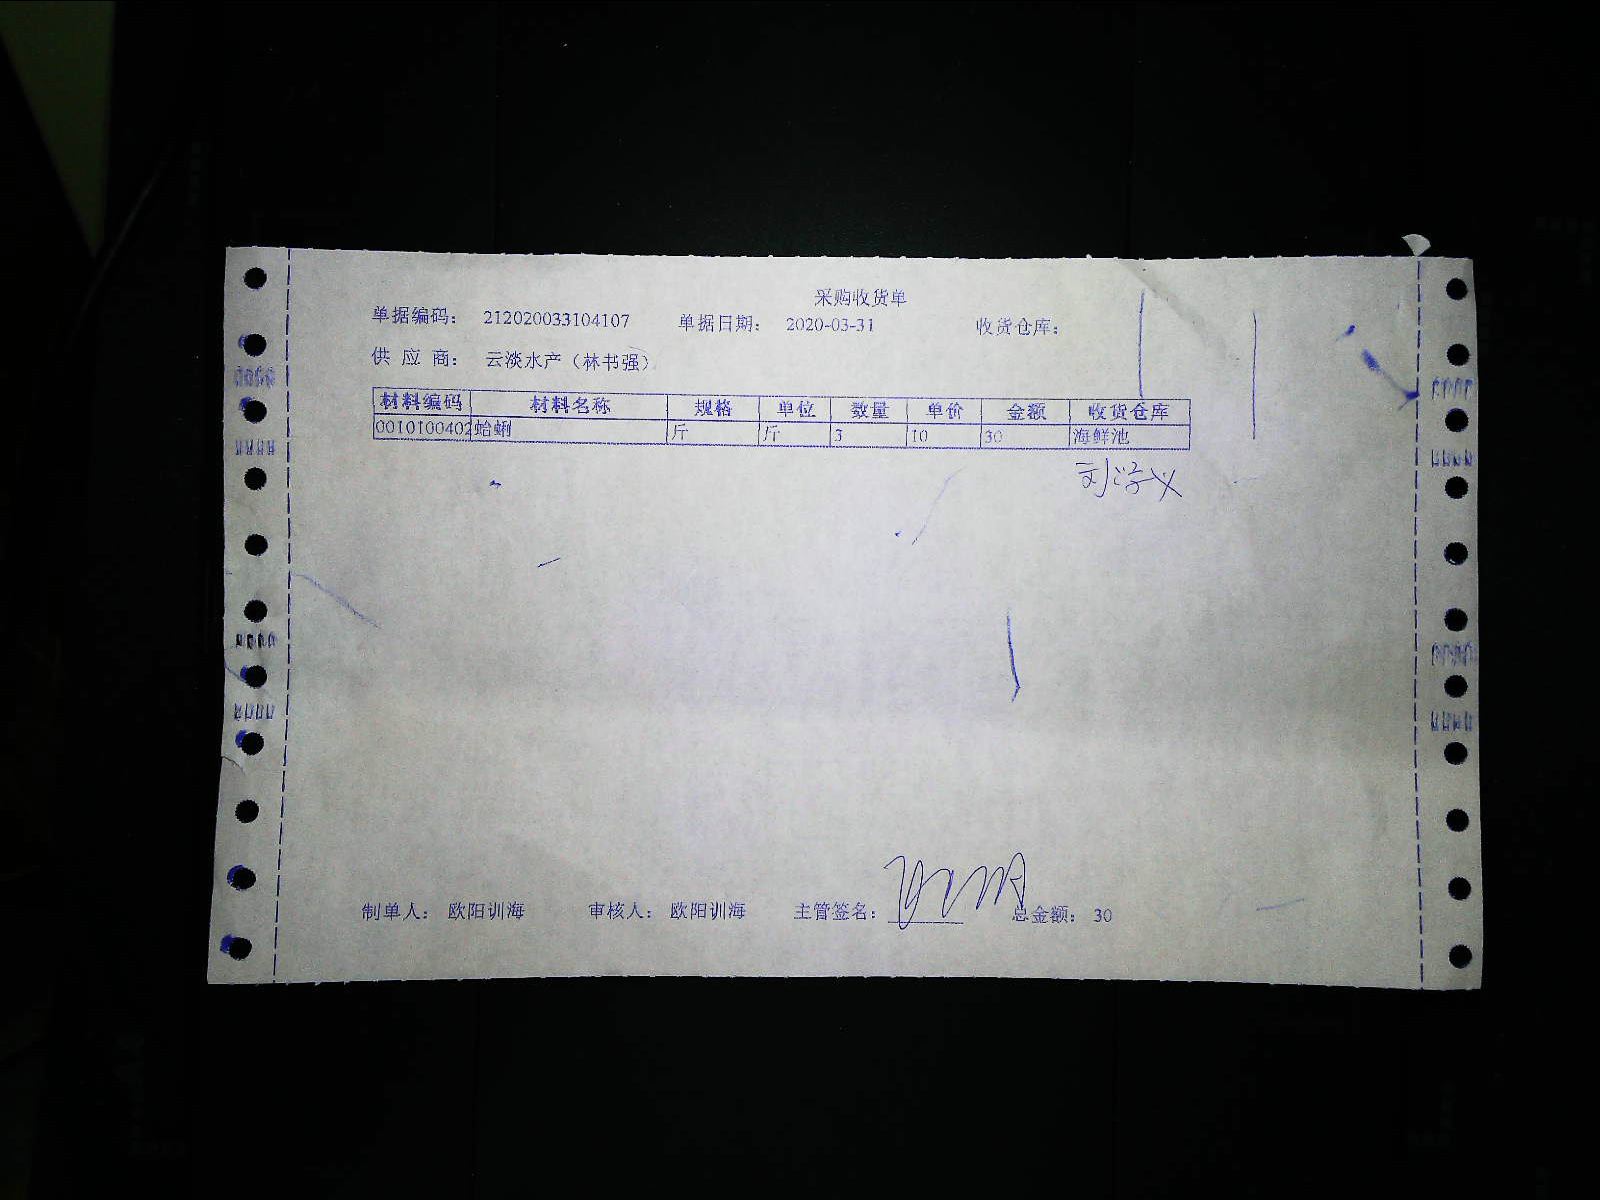 采购收货单
单据编码： 212020033104107 单据日期： 2020-03-31 收货仓库：
供 应 商： 云淡水产（林书强）
材料编码 材料名称 规格 单位 数量 单价 金额 收货仓库
0010100402 蛤蜊 斤 斤 3 10 30 海鲜池
制单人： 欧阳训海 审核人： 欧阳训海 主管签名： 总金额： 30